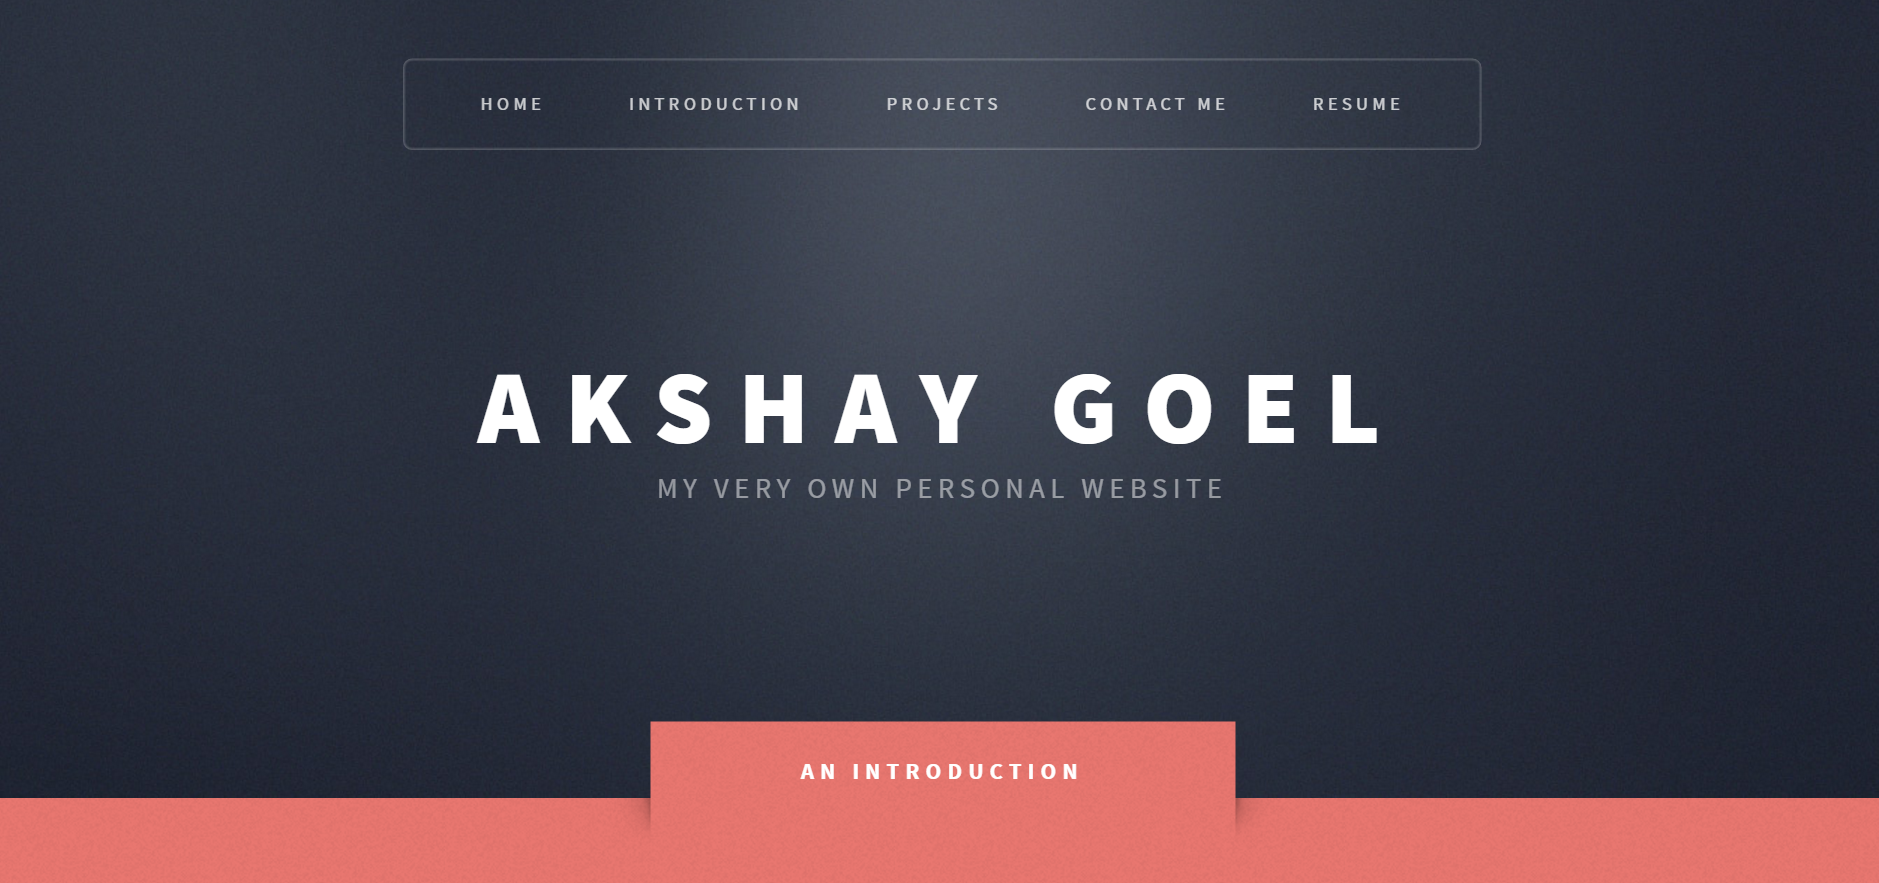 HOME INTRODUCTION PROJECTS CONTACT ME RESUME
AKSHAY GOEL
MY VERY OWN PERSONAL WEBSITE
AN INTRODUCTION